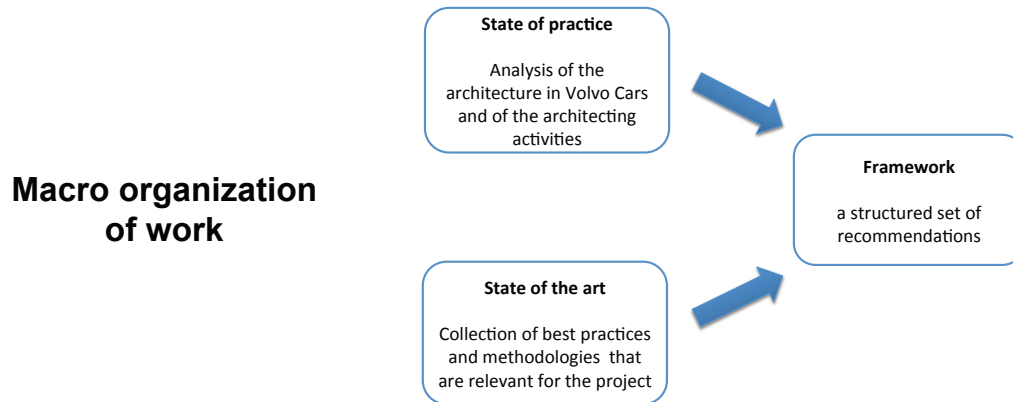 State of practice
Analysis of the
architecture in Volvo Cars
and of the architecting
activities
Macro organization
of work
Framework
a structured set of
recommendations
State of the art
Collection of best practices
and methodologies that
are relevant for the project